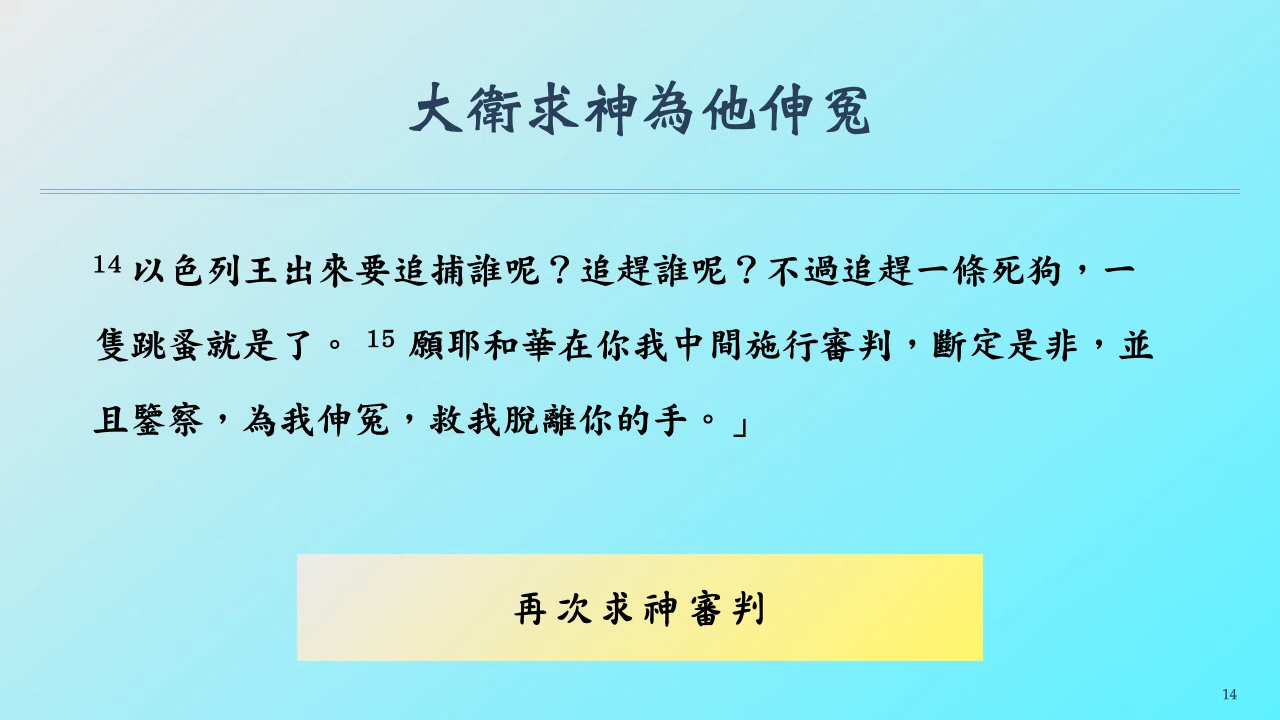 大衛求神為他伸冤
14 以色列王出來要追捕誰呢？追趕誰呢？不過追趕一條死狗，一
隻跳蚤就是了。 15 願耶和華在你我中間施行審判，斷定是非，並
且鑒察，為我伸冤，救我脫離你的手。」
再次求神審判
14